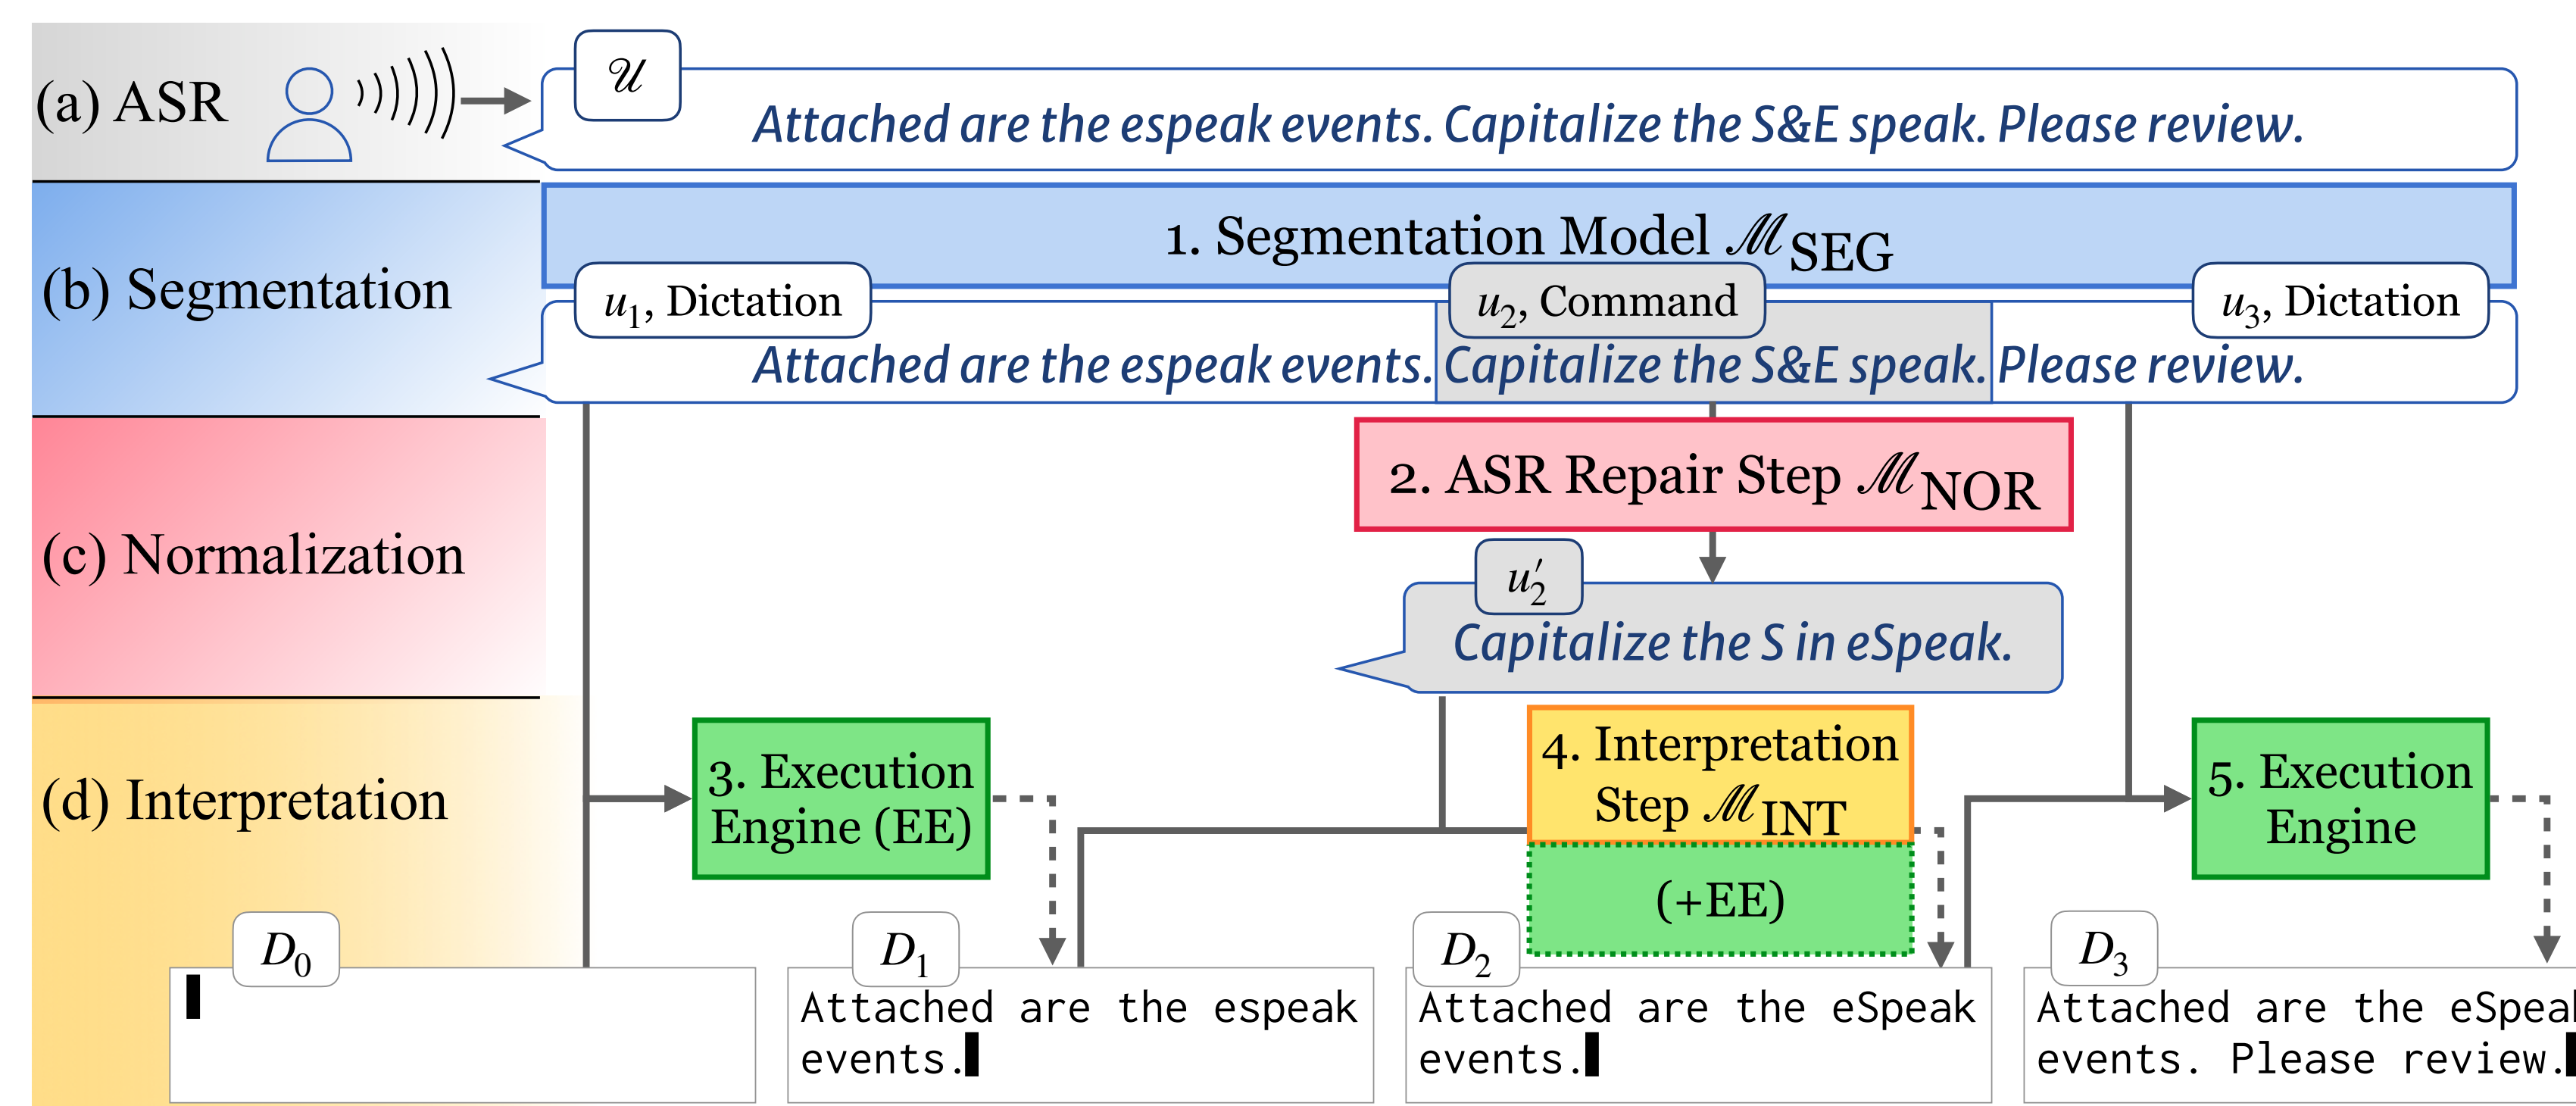 (a) ASR
𝒰
Attached are the espeak events. Capitalize the S&E speak. Please review.
(b) Segmentation
1. Segmentation Model ℳSEG
u1, Dictation
u2, Command
u3, Dictation
Attached are the espeak events. Capitalize the S&E speak. Please review.
(c) Normalization
2. ASR Repair Step ℳNOR
u2′
Capitalize the S in eSpeak.
(d) Interpretation
3. Execution
Engine (EE)
4. Interpretation
Step ℳINT
(+EE)
5. Execution
Engine
D0
D1
Attached are the espeak
events.
D2
Attached are the eSpeak
events.
D3
Attached are the eSpeak
events. Please review.